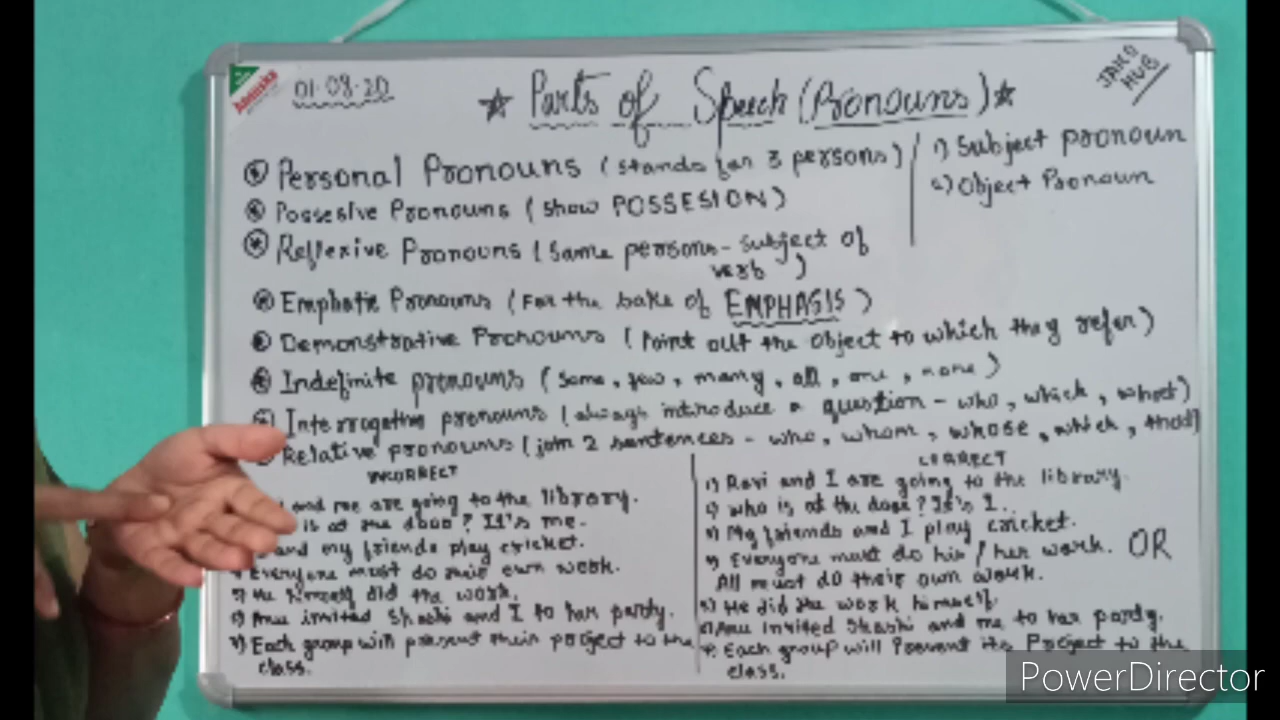 01.09.20
☆ Parts of Speech (Pronouns) ☆
JAKO HUB
Personal Pronouns (stands for 3 persons)
1) Subject pronoun
2) Object Pronoun
Possesive Pronouns (show POSSESION)
Reflexive Pronouns (Same persons - subject of
verb)
Emphatic Pronouns (For the sake of EMPHASIS)
Demonstrative Pronouns (Point out the object to which they refer)
Indefinite pronouns (some, few, many, all, one, none)
Interrogative pronouns (always introduce a question - who, which, what)
Relative pronouns (join 2 sentences - who, whom, whose, which, that)
INCORRECT
and me are going to the library.
is at the door? It's me.
and my friends play cricket.
Everyone must do their own work.
5) He himself did the work.
6) invited Shashi and I to her party.
7) Each group will present their project to the
class.
CORRECT
1) Ravi and I are going to the library.
2) who is at the door? It's I.
3) My friends and I play cricket.
4) Everyone must do his / her work. OR
All must do their own work.
5) He did the work himself.
6) invited Shashi and me to her party.
7) Each group will Present its Project to the
class.
PowerDirector